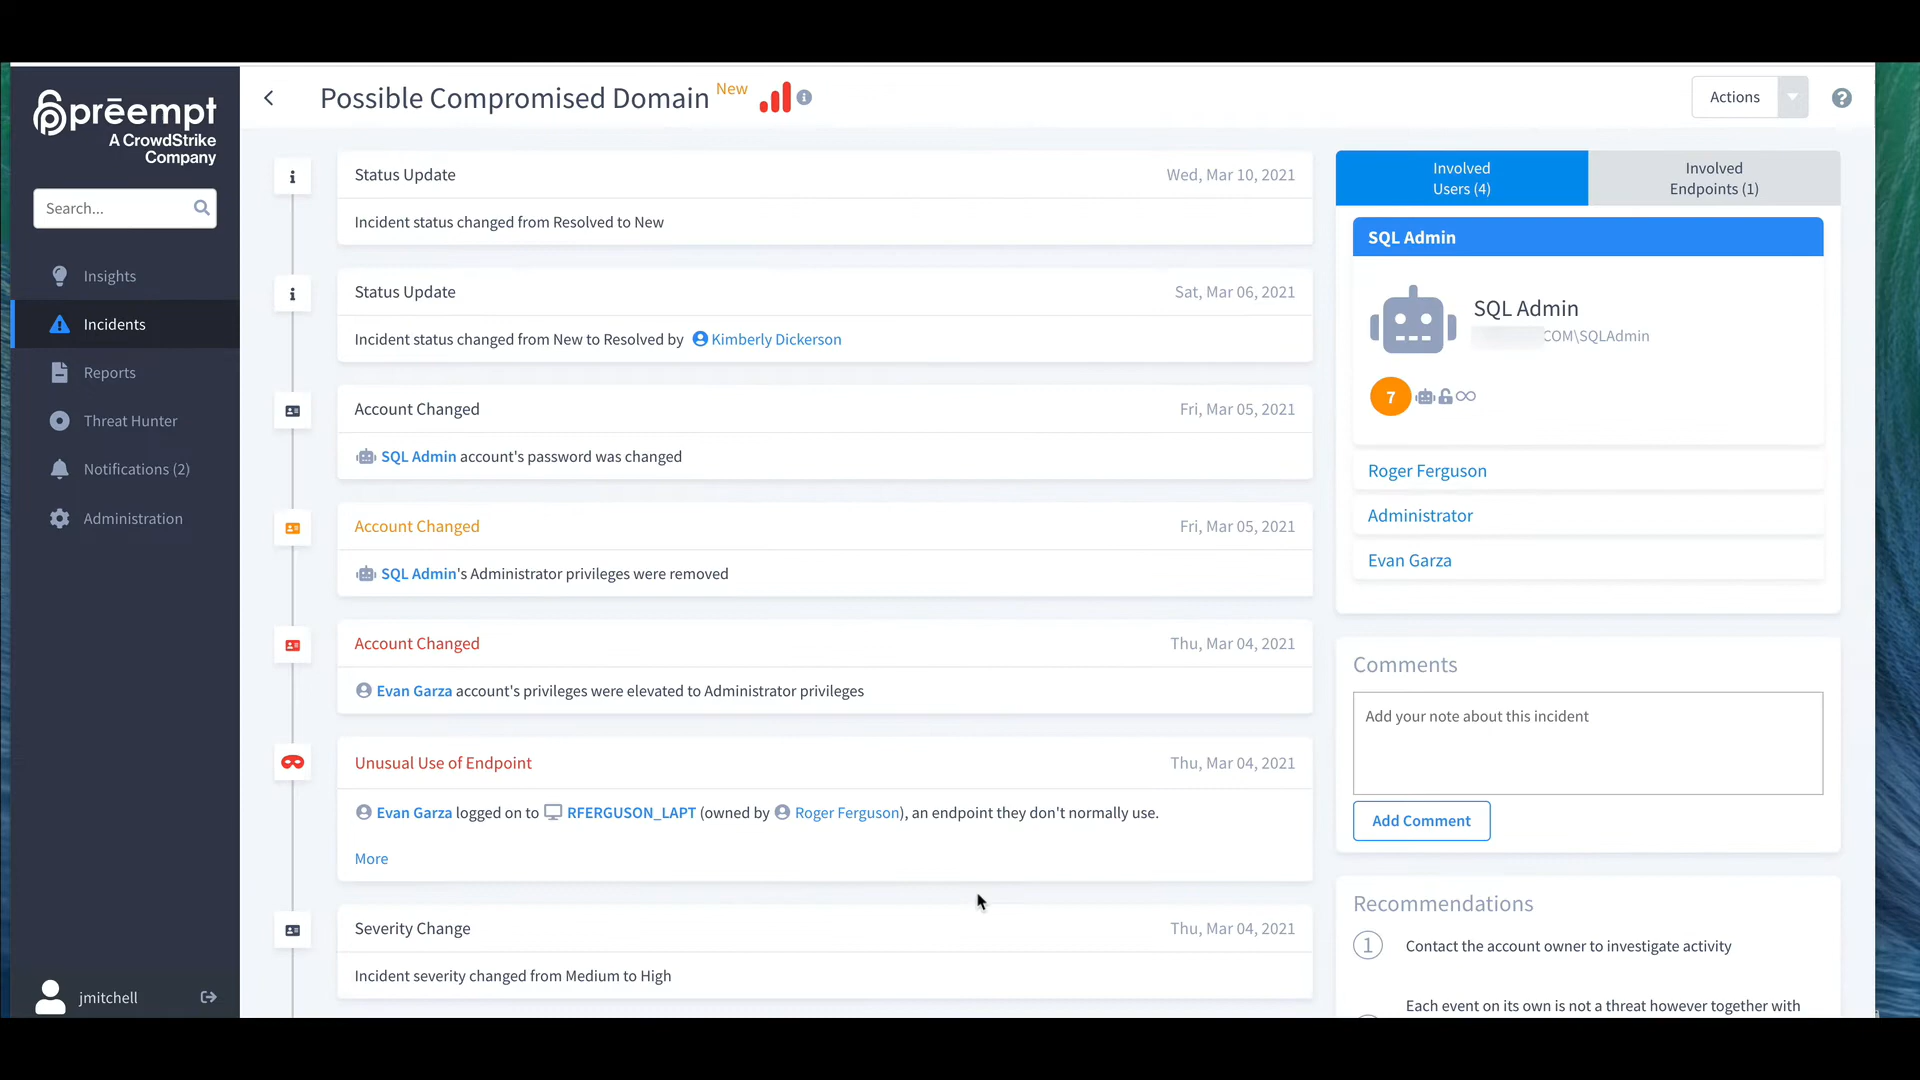 prēempt
A CrowdStrike
Company
Search...
Insights
Incidents
Reports
Threat Hunter
Notifications (2)
Administration
jmitchell
Possible Compromised Domain New
Actions
Status Update Wed, Mar 10, 2021
Incident status changed from Resolved to New
Status Update Sat, Mar 06, 2021
Incident status changed from New to Resolved by Kimberly Dickerson
Account Changed Fri, Mar 05, 2021
SQL Admin account's password was changed
Account Changed Fri, Mar 05, 2021
SQL Admin's Administrator privileges were removed
Account Changed Thu, Mar 04, 2021
Evan Garza account's privileges were elevated to Administrator privileges
Unusual Use of Endpoint Thu, Mar 04, 2021
Evan Garza logged on to RFERGUSON_LAPT (owned by Roger Ferguson), an endpoint they don't normally use.
More
Severity Change Thu, Mar 04, 2021
Incident severity changed from Medium to High
Involved
Users (4)
Involved
Endpoints (1)
SQL Admin
SQL Admin
COM\SQLAdmin
7
Roger Ferguson
Administrator
Evan Garza
Comments
Add your note about this incident
Add Comment
Recommendations
1 Contact the account owner to investigate activity
Each event on its own is not a threat however together with